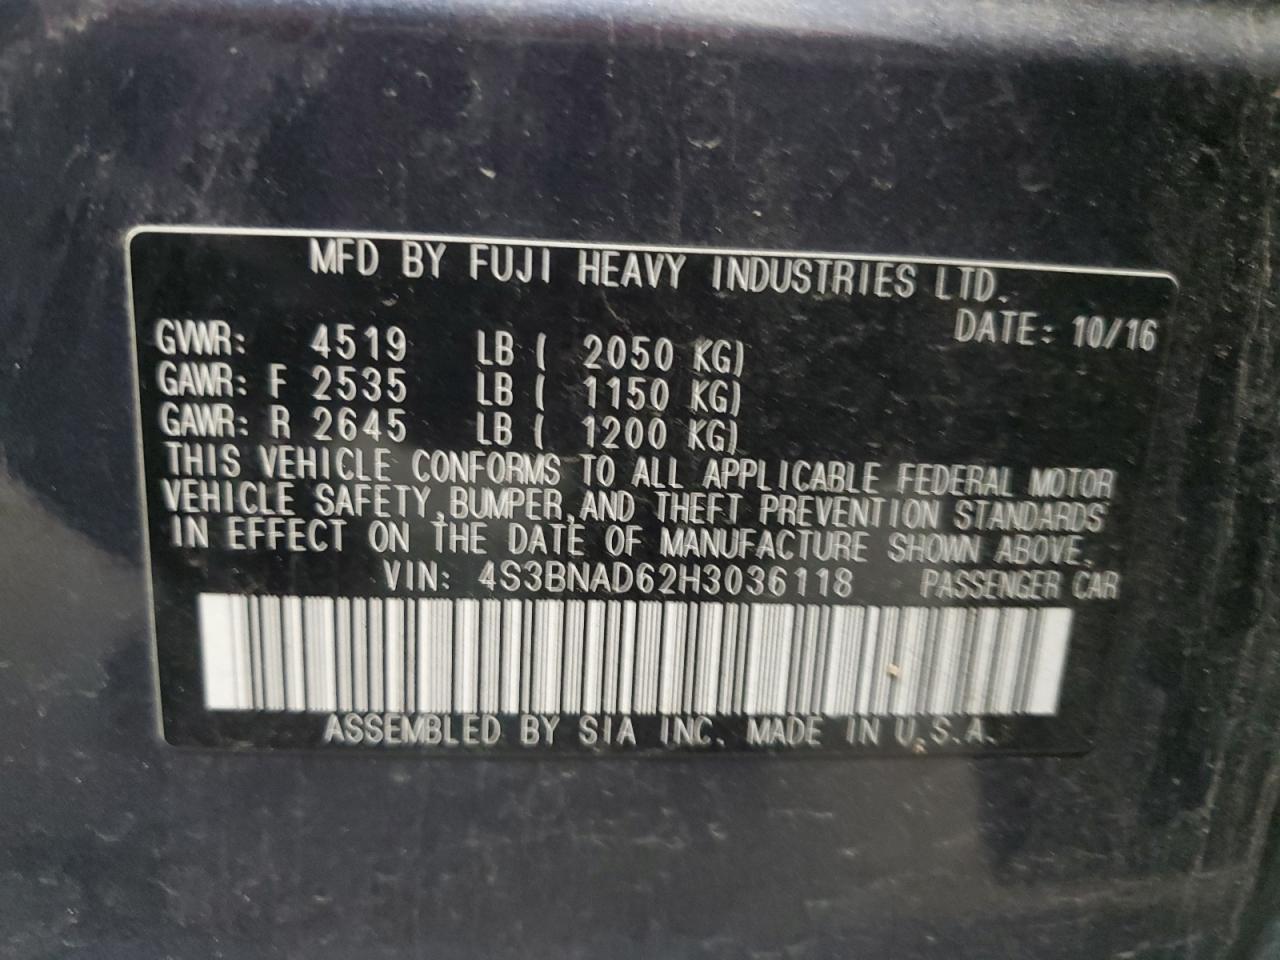 MFD BY FUJI HEAVY INDUSTRIES LTD.
DATE: 10/16
GVWR: 4519 LB ( 2050 KG)
GAWR: F 2535 LB ( 1150 KG)
GAWR: R 2645 LB ( 1200 KG)
THIS VEHICLE CONFORMS TO ALL APPLICABLE FEDERAL MOTOR
VEHICLE SAFETY,BUMPER,AND THEFT PREVENTION STANDARDS
IN EFFECT ON THE DATE OF MANUFACTURE SHOWN ABOVE.
VIN: 4S3BNAD62H3036118 PASSENGER CAR
ASSEMBLED BY SIA INC. MADE IN U.S.A.